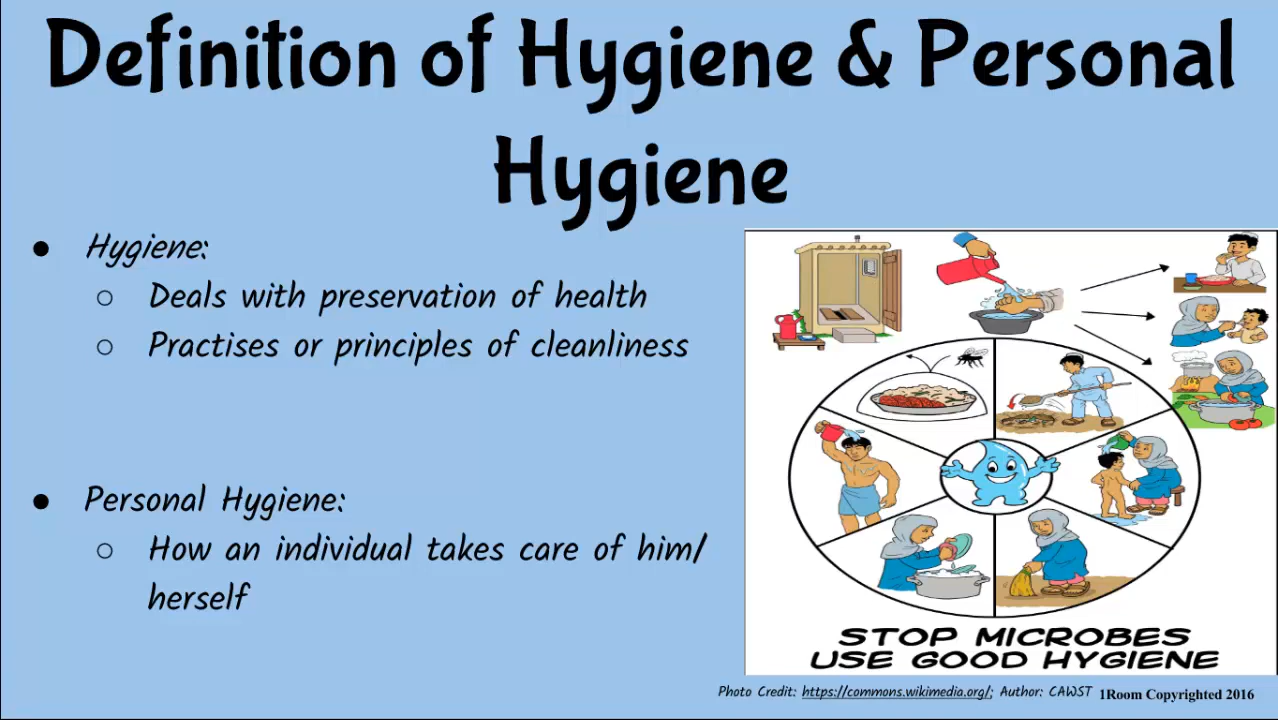 Definition of Hygiene & Personal
Hygiene
● Hygiene:
○ Deals with preservation of health
○ Practises or principles of cleanliness
● Personal Hygiene:
○ How an individual takes care of him/
herself
STOP MICROBES
USE GOOD HYGIENE
Photo Credit: https://commons.wikimedia.org/; Author: CAWST 1Room Copyrighted 2016